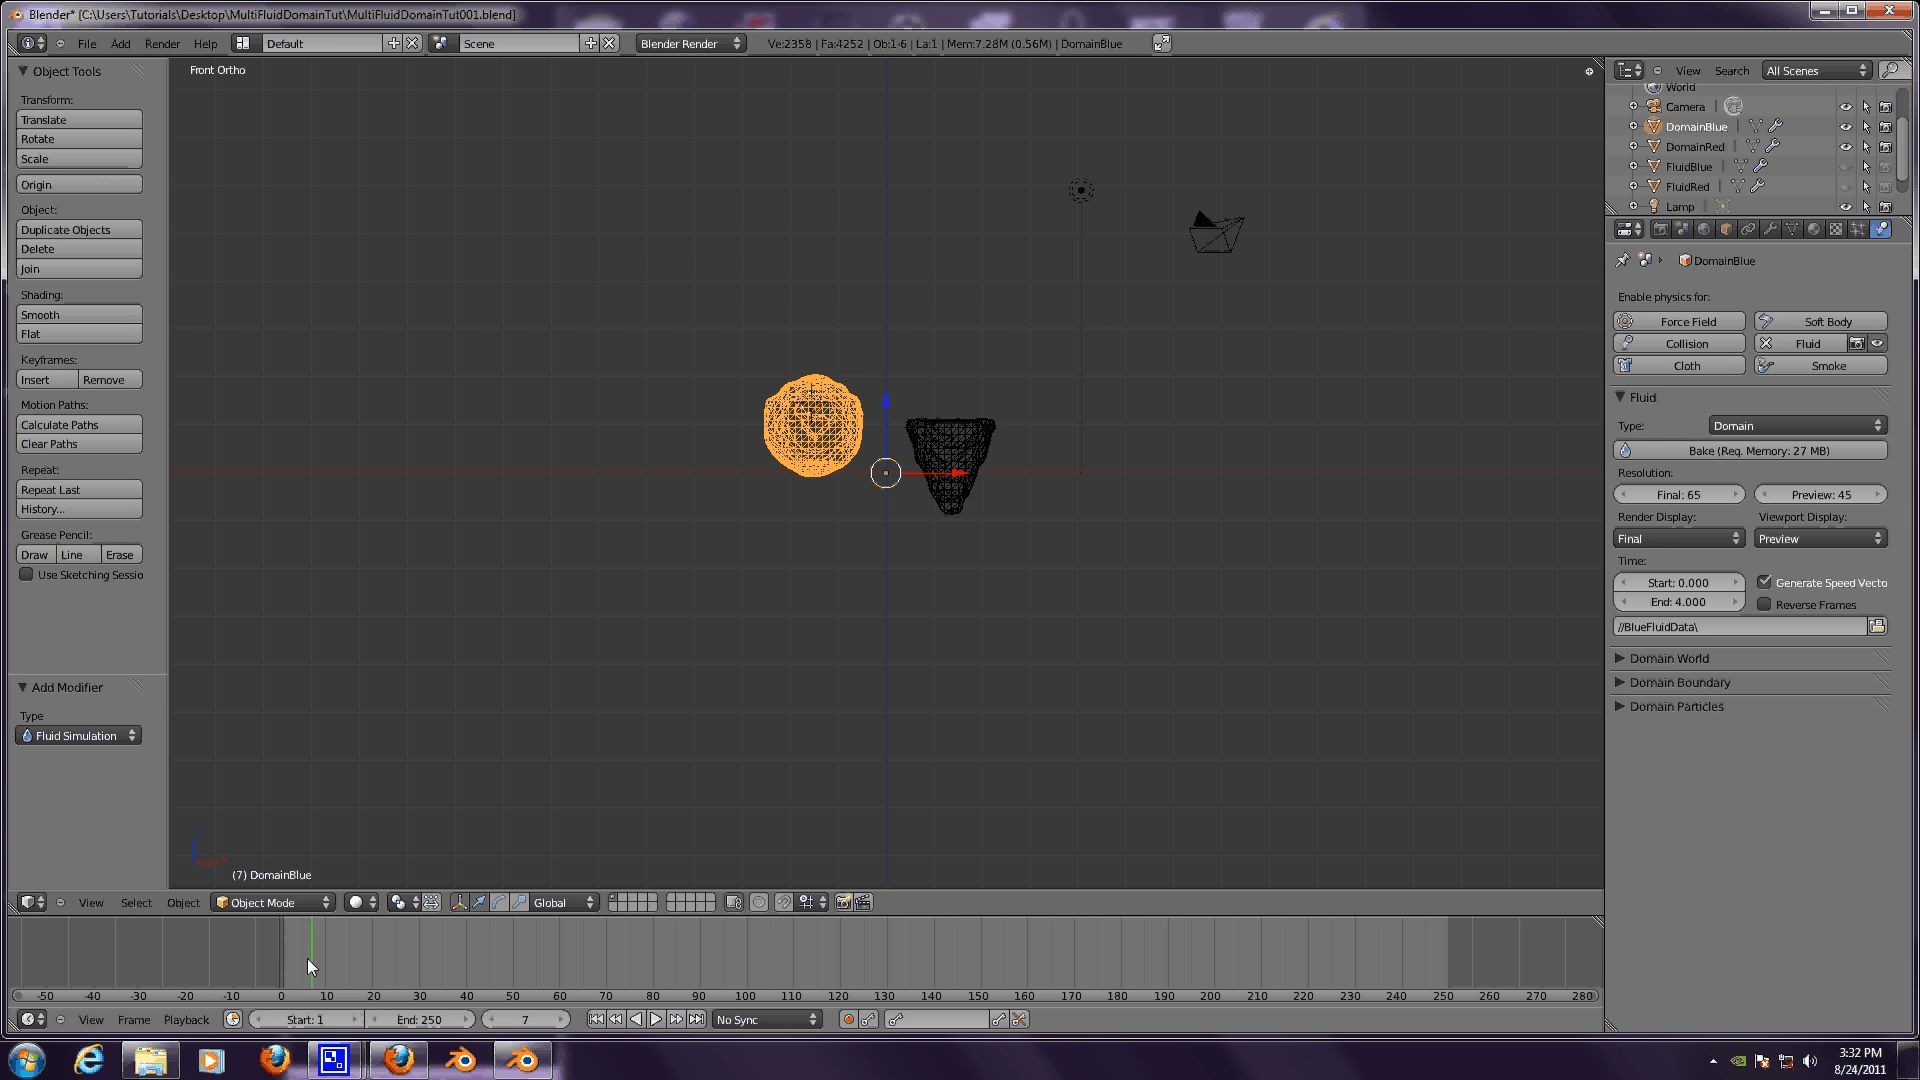 Blender* [C:\Users\Tutorials\Desktop\MultiFluidDomainTut\MultiFluidDomainTut001.blend]
File Add Render Help Default Scene Blender Render Ve:2358 | Fa:4252 | Ob:1-6 | La:1 | Mem:7.28M (0.56M) | DomainBlue
Object Tools
Transform:
Translate
Rotate
Scale
Origin
Object:
Duplicate Objects
Delete
Join
Shading:
Smooth
Flat
Keyframes:
Insert Remove
Motion Paths:
Calculate Paths
Clear Paths
Repeat:
Repeat Last
History...
Grease Pencil:
Draw Line Erase
Use Sketching Sessio
Add Modifier
Type
Fluid Simulation
Front Ortho
(7) DomainBlue
View Search All Scenes
World
Camera
DomainBlue
DomainRed
FluidBlue
FluidRed
Lamp
DomainBlue
Enable physics for:
Force Field Soft Body
Collision Fluid
Cloth Smoke
Fluid
Type: Domain
Bake (Req. Memory: 27 MB)
Resolution:
Final: 65 Preview: 45
Render Display: Viewport Display:
Final Preview
Time:
Start: 0.000 Generate Speed Vecto
End: 4.000 Reverse Frames
//BlueFluidData\
Domain World
Domain Boundary
Domain Particles
View Select Object Object Mode Global
-50 -40 -30 -20 -10 0 10 20 30 40 50 60 70 80 90 100 110 120 130 140 150 160 170 180 190 200 210 220 230 240 250 260 270 280
View Frame Playback Start: 1 End: 250 7 No Sync
3:32 PM
8/24/2011